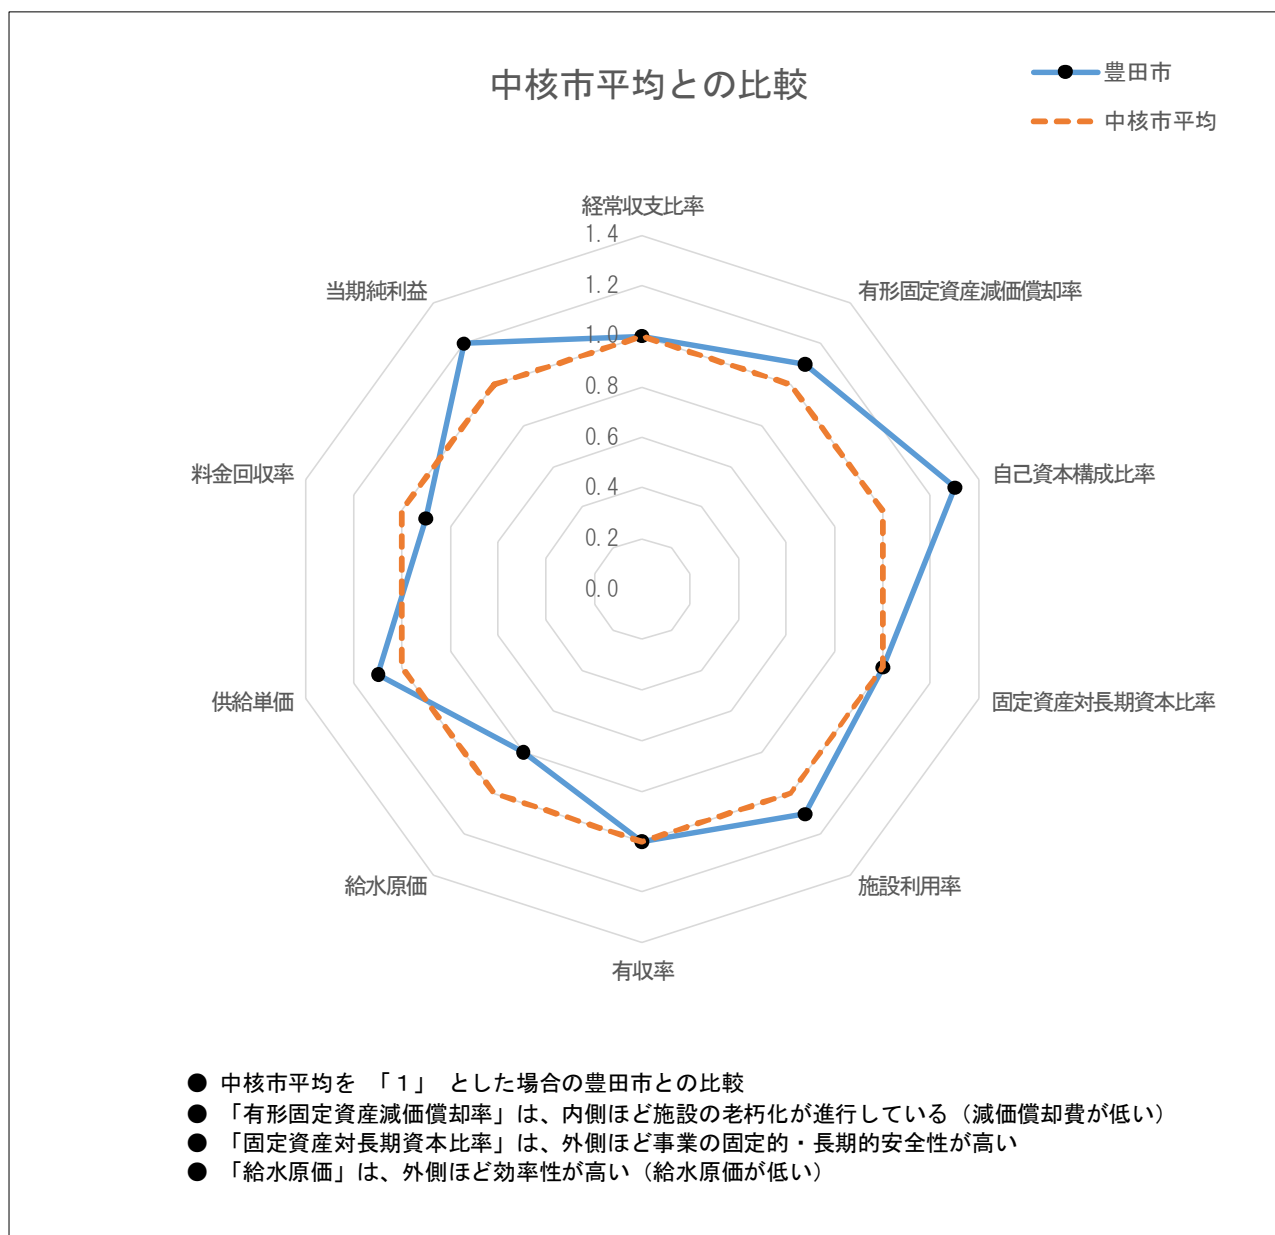 中核市平均との比較
豊田市
中核市平均
経常収支比率
有形固定資産減価償却率
自己資本構成比率
固定資産対長期資本比率
施設利用率
有収率
給水原価
供給単価
料金回収率
当期純利益
1.4
1.2
1.0
0.8
0.6
0.4
0.2
0.0
● 中核市平均を 「１」 とした場合の豊田市との比較
● 「有形固定資産減価償却率」は、内側ほど施設の老朽化が進行している（減価償却費が低い）
● 「固定資産対長期資本比率」は、外側ほど事業の固定的・長期的安全性が高い
● 「給水原価」は、外側ほど効率性が高い（給水原価が低い）